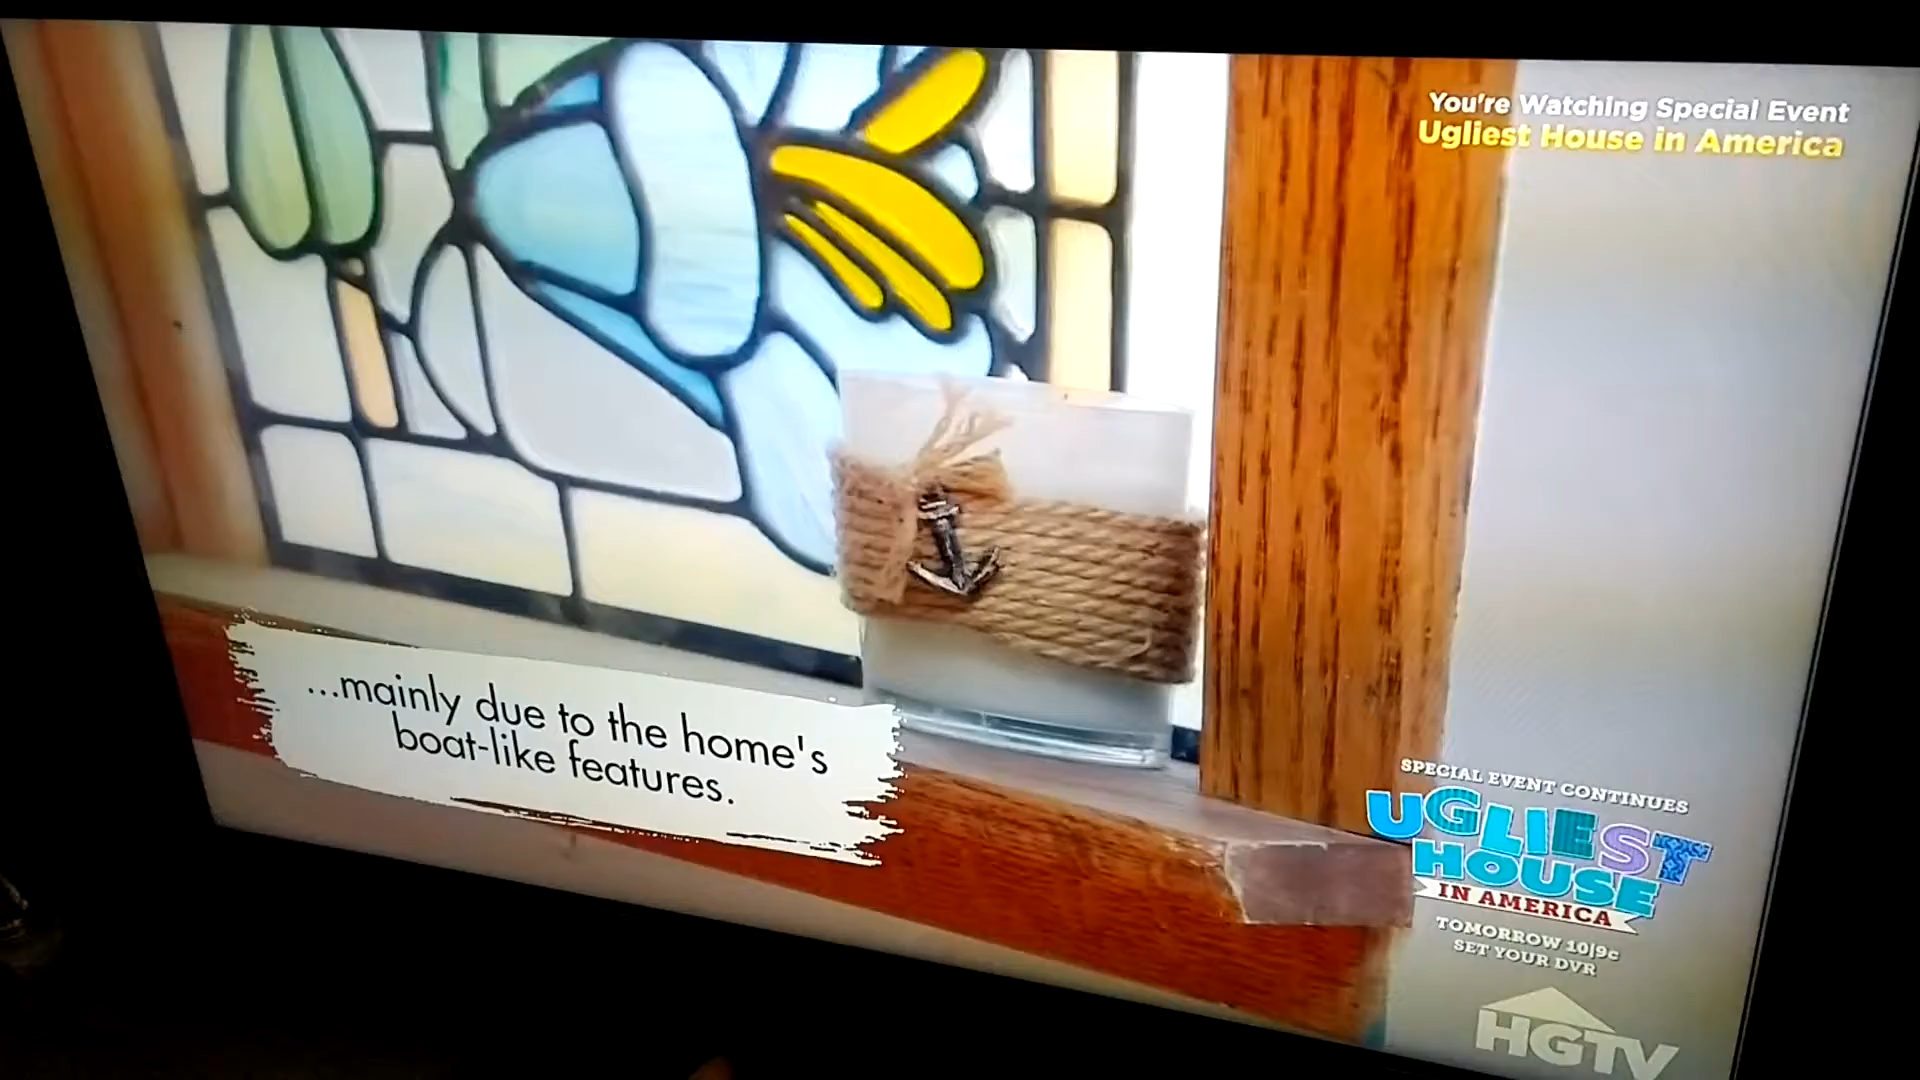 You're Watching Special Event
Ugliest House in America
...mainly due to the home's
boat-like features.
SPECIAL EVENT CONTINUES
UGLIEST
HOUSE
IN AMERICA
TOMORROW 10|9c
SET YOUR DVR
HGTV